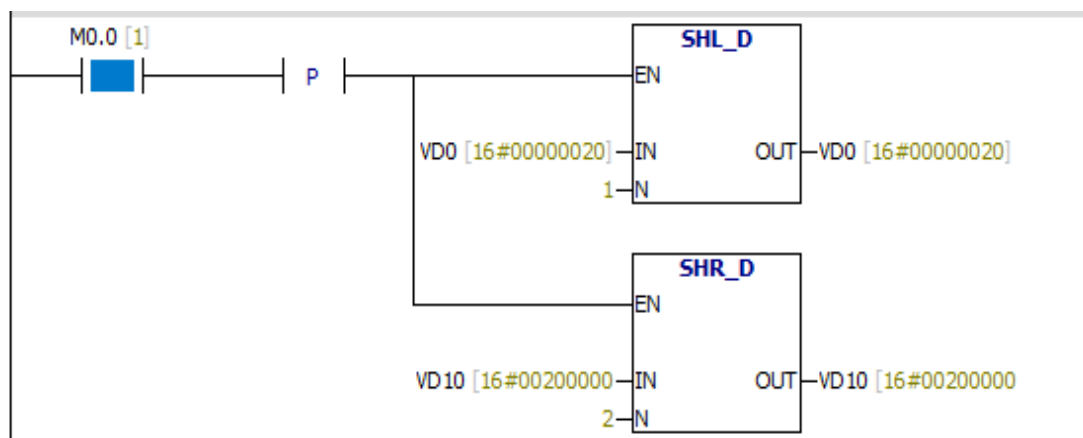 M0.0 [1]
P
SHL_D
EN
VD0 [16#00000020] IN OUT VD0 [16#00000020]
1 N
SHR_D
EN
VD10 [16#00200000 IN OUT VD10 [16#00200000
2 N